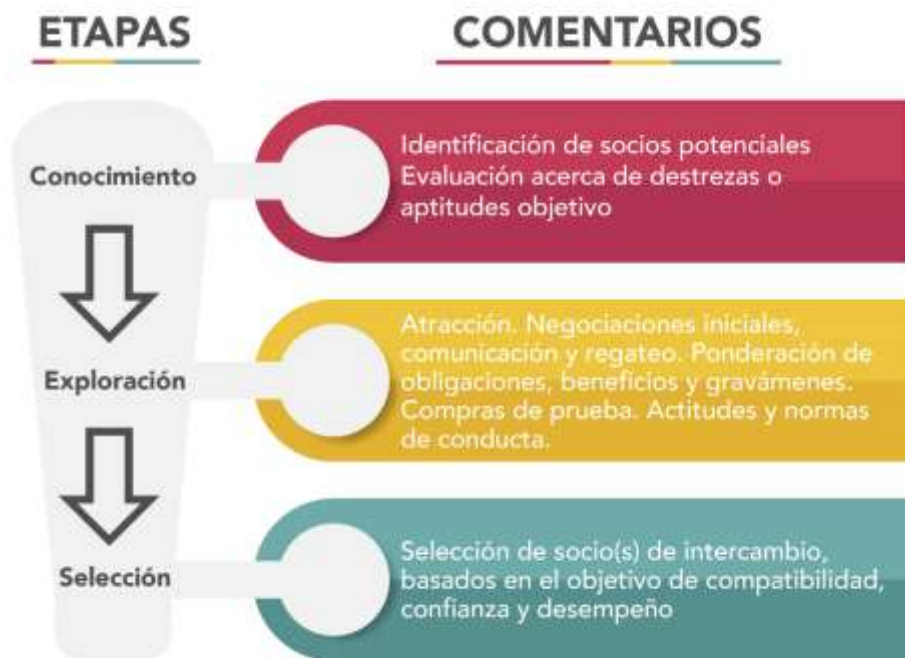 ETAPAS
COMENTARIOS
Conocimiento
Identificación de socios potenciales
Evaluación acerca de destrezas o
aptitudes objetivo
Exploración
Atracción. Negociaciones iniciales,
comunicación y regateo. Ponderación de
obligaciones, beneficios y gravámenes.
Compras de prueba. Actitudes y normas
de conducta.
Selección
Selección de socio(s) de intercambio,
basados en el objetivo de compatibilidad,
confianza y desempeño